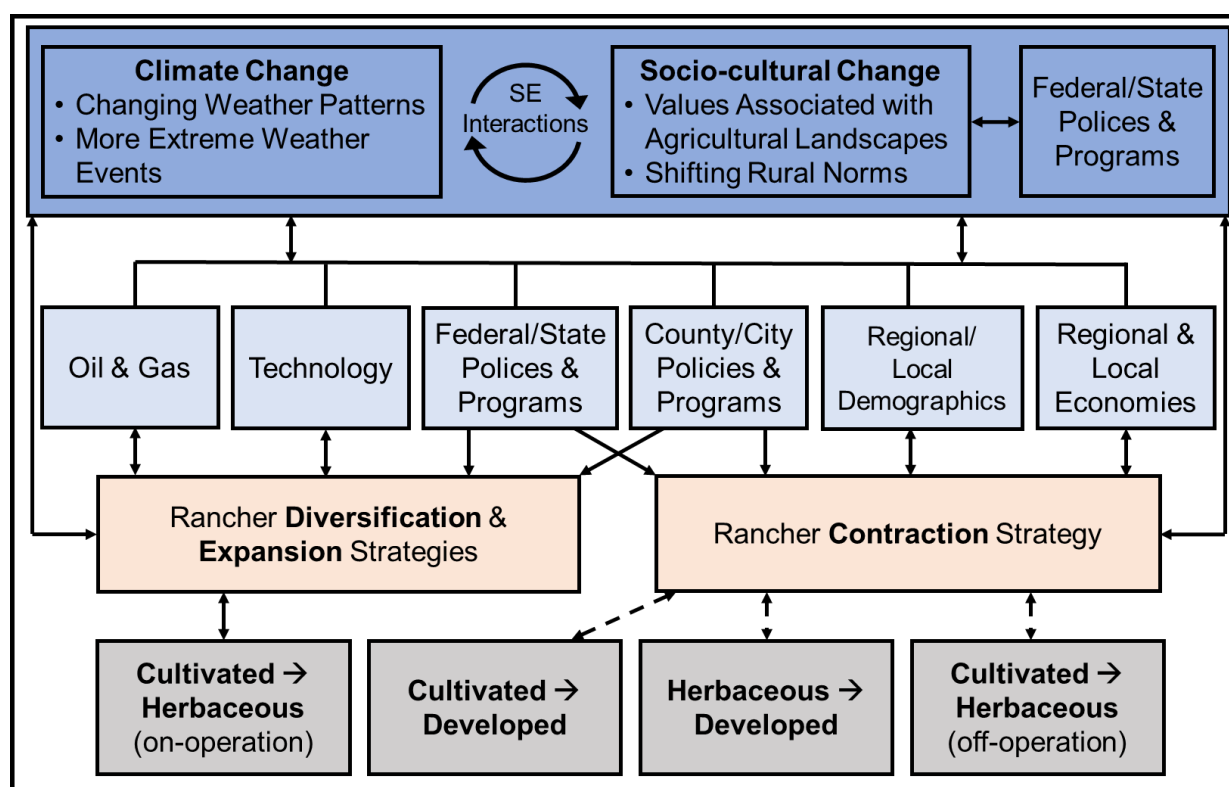 Climate Change
• Changing Weather Patterns
• More Extreme Weather
Events
SE
Interactions
Socio-cultural Change
• Values Associated with
Agricultural Landscapes
• Shifting Rural Norms
Federal/State
Polices &
Programs
Oil & Gas
Technology
Federal/State
Polices &
Programs
County/City
Policies &
Programs
Regional/
Local
Demographics
Regional &
Local
Economies
Rancher Diversification &
Expansion Strategies
Rancher Contraction Strategy
Cultivated →
Herbaceous
(on-operation)
Cultivated →
Developed
Herbaceous →
Developed
Cultivated →
Herbaceous
(off-operation)